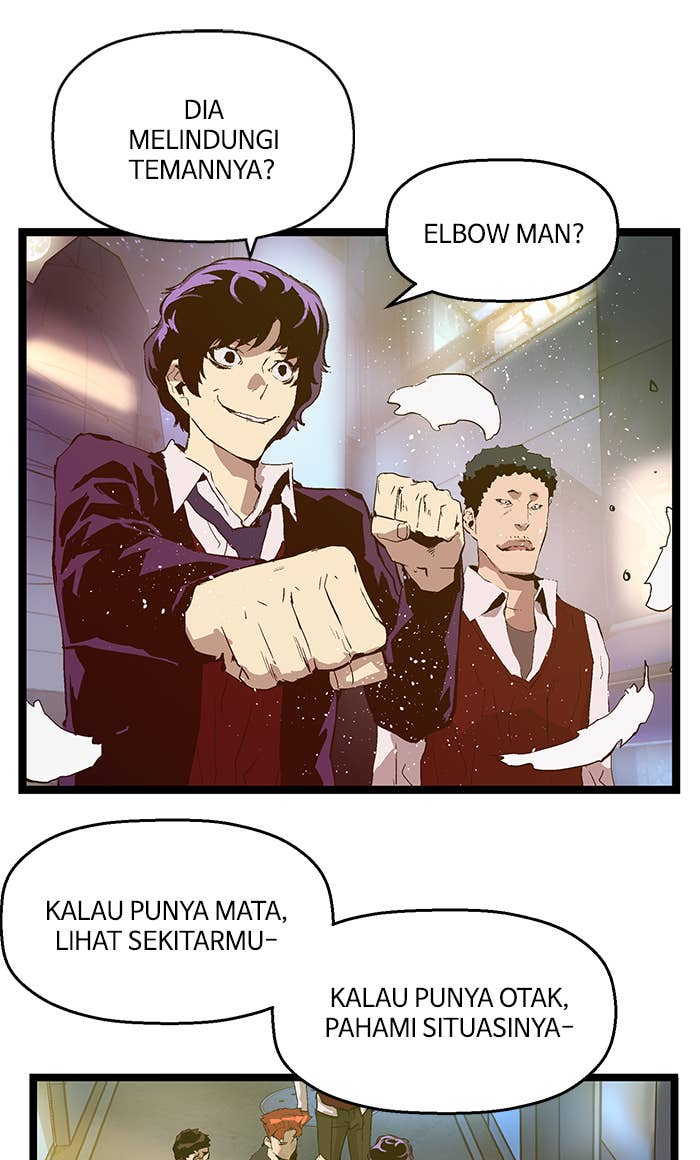 DIA
MELINDUNGI
TEMANNYA?
ELBOW MAN?
KALAU PUNYA MATA,
LIHAT SEKITARMU-
KALAU PUNYA OTAK,
PAHAMI SITUASINYA-